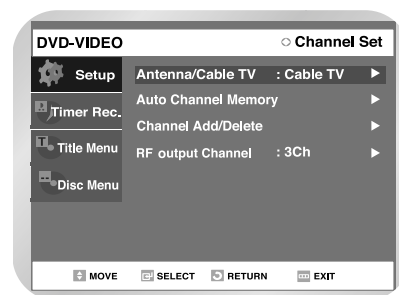 DVD-VIDEO Channel Set
Setup
Antenna/Cable TV : Cable TV
Auto Channel Memory
Timer Rec.
Channel Add/Delete
Title Menu
RF output Channel : 3Ch
Disc Menu
MOVE SELECT RETURN EXIT